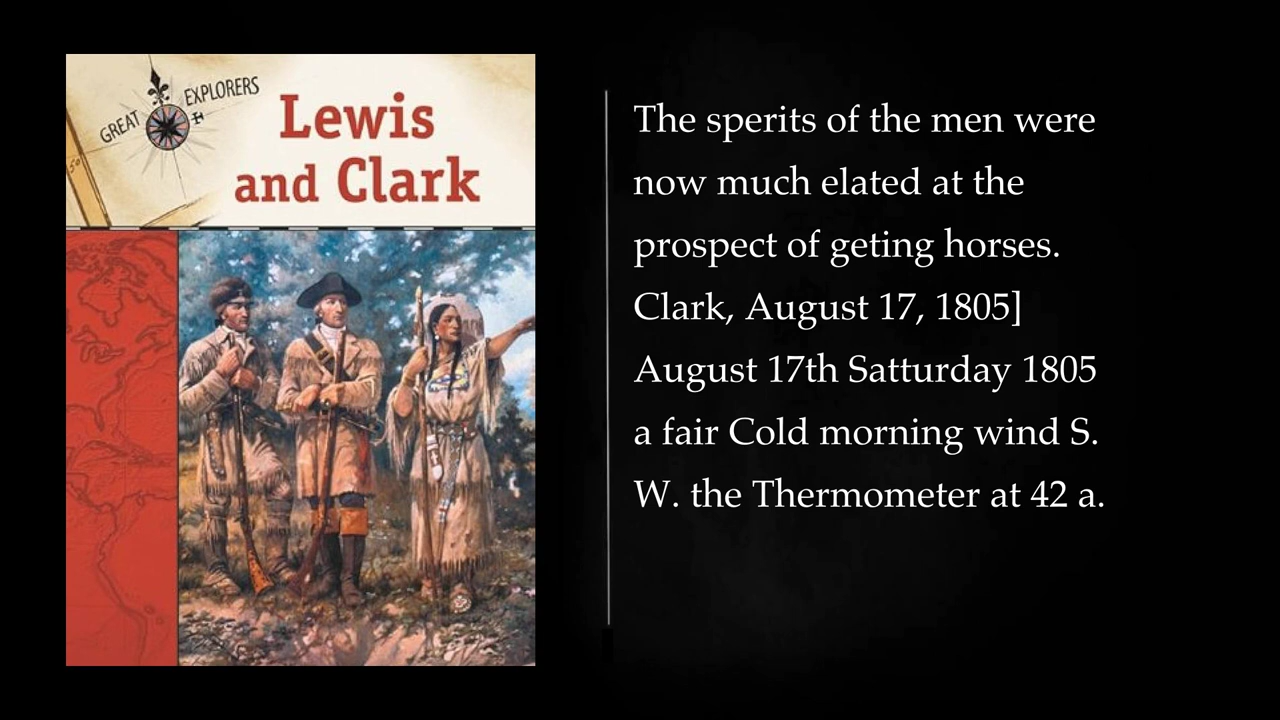 GREAT EXPLORERS
Lewis
and Clark
The sperits of the men were
now much elated at the
prospect of geting horses.
Clark, August 17, 1805]
August 17th Satturday 1805
a fair Cold morning wind S.
W. the Thermometer at 42 a.